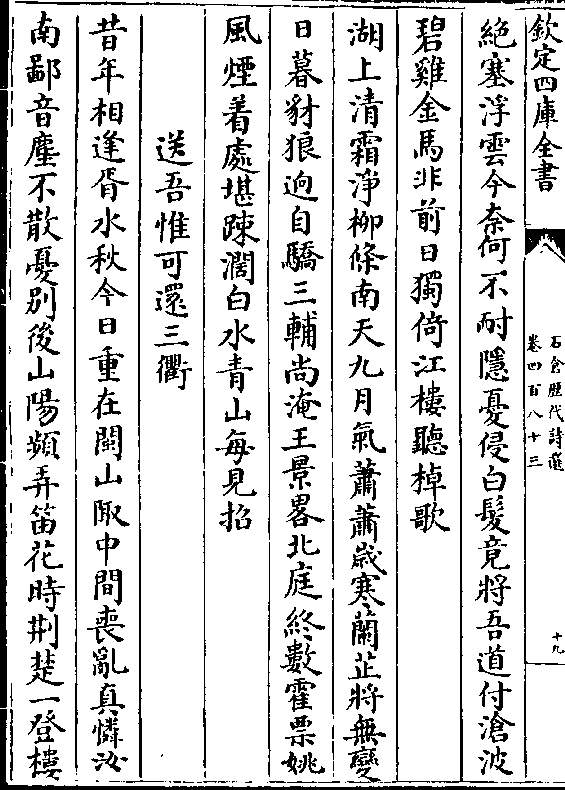 欽定四庫全書
石倉歷代詩選
卷四百八十三
十九
絶塞浮雲今奈何不耐隱憂侵白髮竟將吾道付滄波
碧雞金馬非前日獨倚江樓聽棹歌
湖上清霜淨柳條南天九月氣蕭蕭歲寒蘭芷將無變
日暮豺狼迥自驕三輔尚淹王景畧北庭終數霍票姚
風煙着處堪踈濶白水青山每見招
送吾惟可還三衢
昔年相逢胥水秋今日重在閩山陬中間喪亂真憐汝
南鄙音塵不散憂别後山陽頻弄笛花時荆楚一登樓